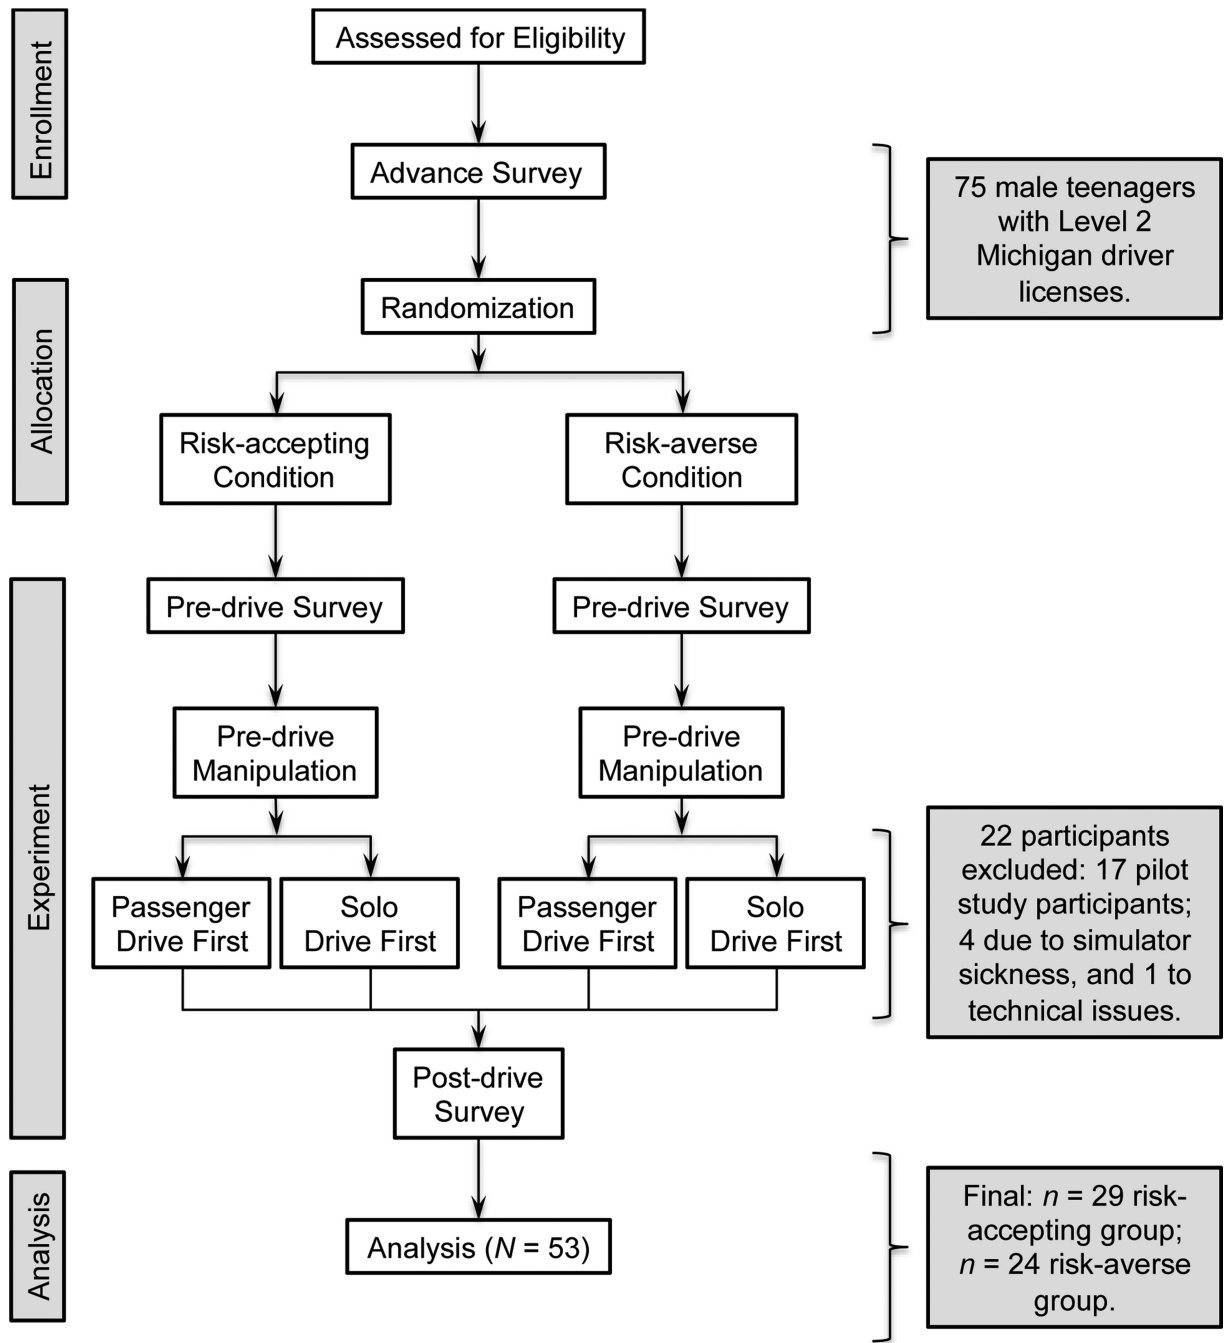 Enrollment
Assessed for Eligibility
Advance Survey
75 male teenagers
with Level 2
Michigan driver
licenses.
Allocation
Randomization
Risk-accepting
Condition
Risk-averse
Condition
Experiment
Pre-drive Survey
Pre-drive Survey
Pre-drive
Manipulation
Pre-drive
Manipulation
Passenger
Drive First
Solo
Drive First
Passenger
Drive First
Solo
Drive First
22 participants
excluded: 17 pilot
study participants;
4 due to simulator
sickness, and 1 to
technical issues.
Post-drive
Survey
Analysis
Analysis (N = 53)
Final: n = 29 risk-
accepting group;
n = 24 risk-averse
group.